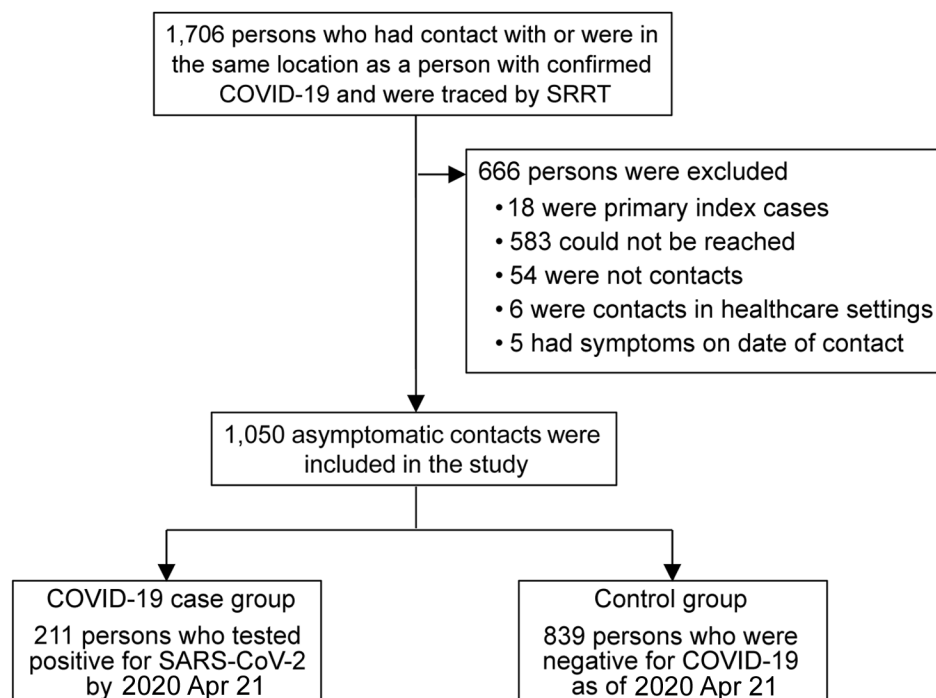 1,706 persons who had contact with or were in
the same location as a person with confirmed
COVID-19 and were traced by SRRT
666 persons were excluded
• 18 were primary index cases
• 583 could not be reached
• 54 were not contacts
• 6 were contacts in healthcare settings
• 5 had symptoms on date of contact
1,050 asymptomatic contacts were
included in the study
COVID-19 case group
211 persons who tested
positive for SARS-CoV-2
by 2020 Apr 21
Control group
839 persons who were
negative for COVID-19
as of 2020 Apr 21